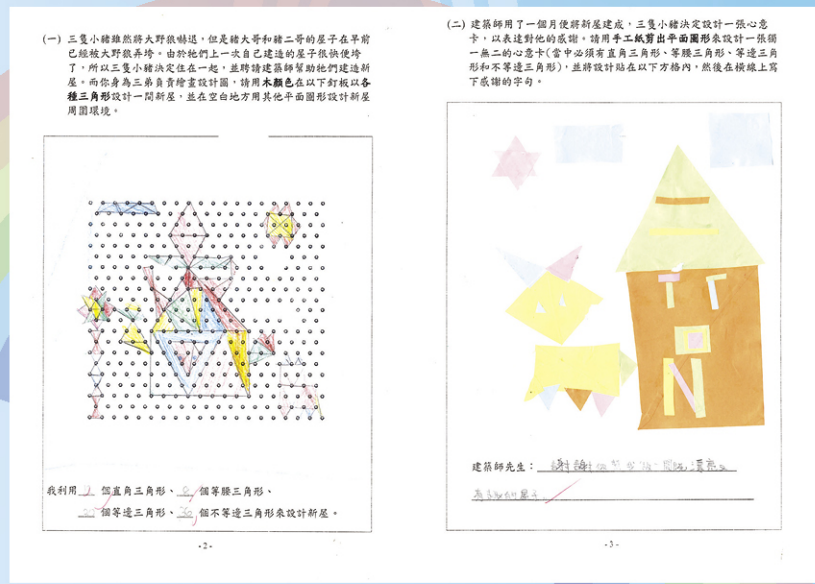 (一) 三隻小豬雖然將大野狼嚇退，但是豬大哥和豬二哥的屋子在早前
已經被大野狼弄垮。由於牠們上一次自己建造的屋子很快便垮
了，所以三隻小豬決定住在一起，並聘請建築師幫助牠們建造新
屋。而你身為三弟負責繪畫設計圖，請用木顏色在以下釘板以各
種三角形設計一間新屋，並在空白地方用其他平面圖形設計新屋
周圍環境。
我利用 個直角三角形、 個等腰三角形、
個等邊三角形、 個不等邊三角形來設計新屋。
-2-
(二) 建築師用了一個月便將新屋建成，三隻小豬決定設計一張心意
卡，以表達對他的感謝。請用手工紙剪出平面圖形來設計一張獨
一無二的心意卡(當中必須有直角三角形、等腰三角形、等邊三角
形和不等邊三角形)，並將設計貼在以下方格內，然後在橫線上寫
下感謝的字句。
建築師先生：謝謝
-3-